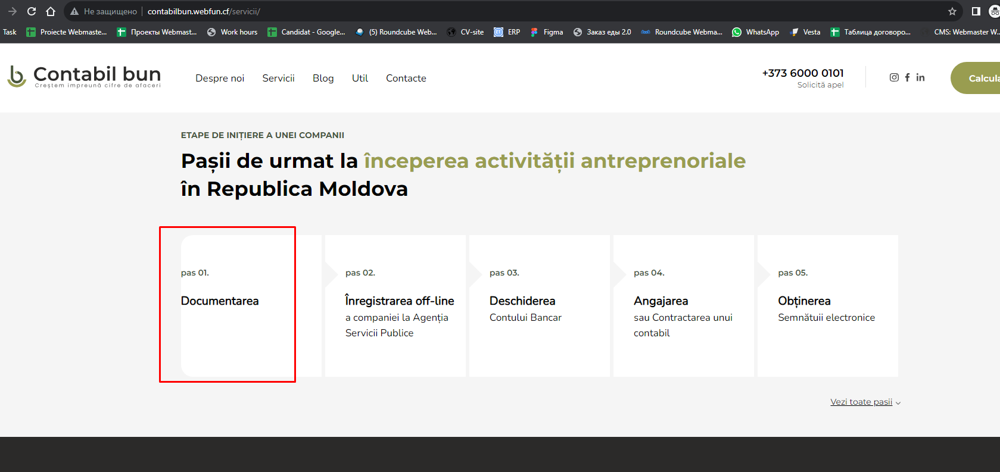 Не защищено contabilbun.webfun.cf/servicii/
Task Proiecte Webmaste... Проекты Webmast... Work hours Candidat - Google... (5) Roundcube Web... CV-site ERP Figma Заказ еды 2.0 Roundcube Webma... WhatsApp Vesta Таблица договоро... CMS: Webmaster W...
Contabil bun
Creștem împreună cifre de afaceri
Despre noi Servicii Blog Util Contacte
+373 6000 0101
Solicită apel
Calcula
ETAPE DE INIȚIERE A UNEI COMPANII
Pașii de urmat la începerea activității antreprenoriale
în Republica Moldova
pas 01.
Documentarea
pas 02.
Înregistrarea off-line
a companiei la Agenția
Servicii Publice
pas 03.
Deschiderea
Contului Bancar
pas 04.
Angajarea
sau Contractarea unui
contabil
pas 05.
Obținerea
Semnătuii electronice
Vezi toate pasii